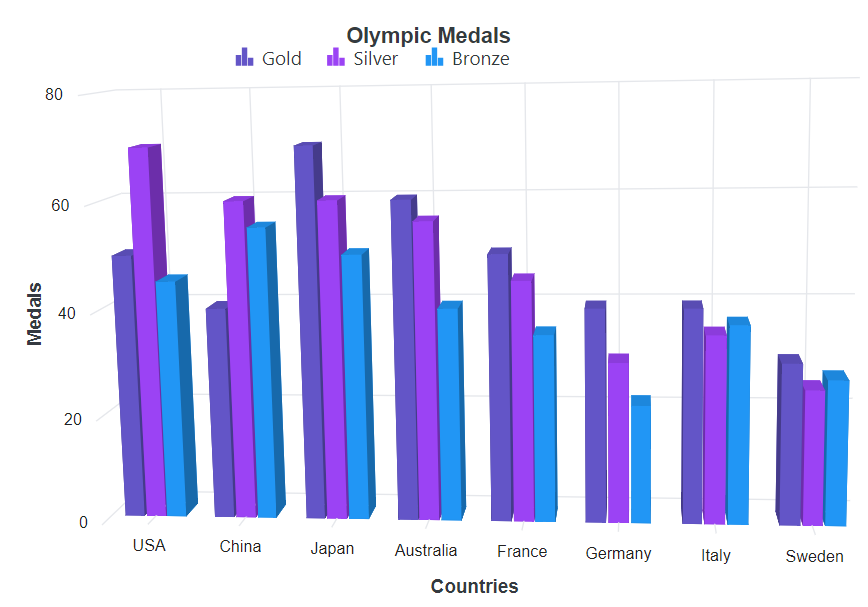 Olympic Medals
Gold Silver Bronze
80
60
40
20
0
Medals
USA China Japan Australia France Germany Italy Sweden
Countries